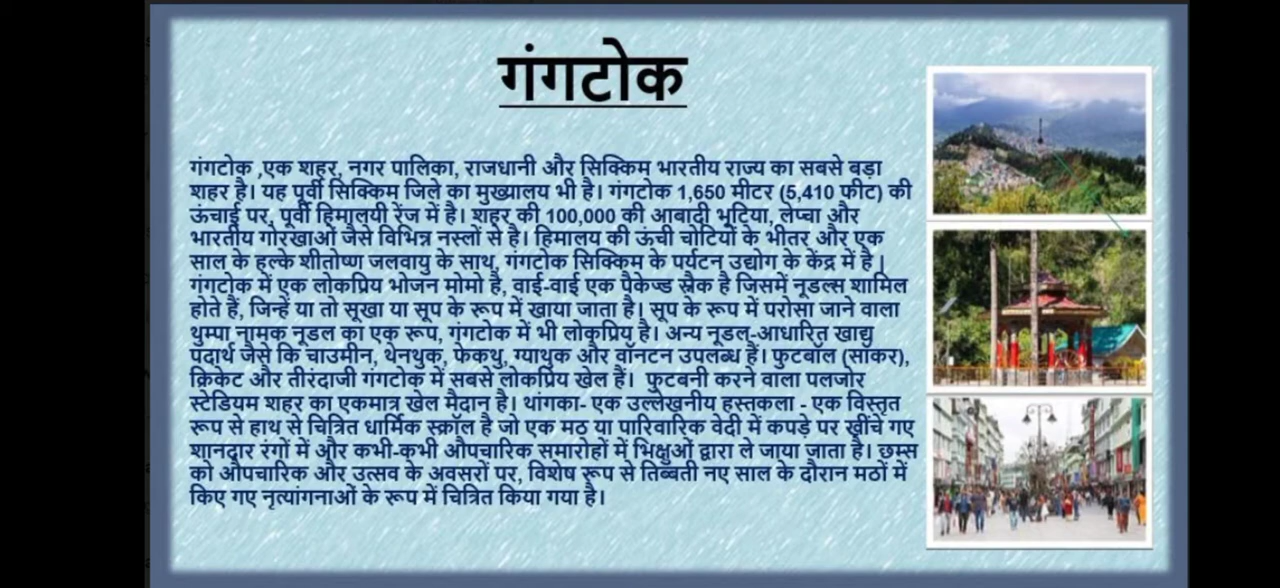 गंगटोक
गंगटोक ,एक शहर, नगर पालिका, राजधानी और सिक्किम भारतीय राज्य का सबसे बड़ा
शहर है। यह पूर्वी सिक्किम जिले का मुख्यालय भी है। गंगटोक 1,650 मीटर (5,410 फीट) की
ऊंचाई पर, पूर्वी हिमालयी रेंज में है। शहर की 100,000 की आबादी भूटिया, लेप्चा और
भारतीय गोरखाओं जैसे विभिन्न नस्लों से है। हिमालय की ऊंची चोटियों के भीतर और एक
साल के हल्के शीतोष्ण जलवायु के साथ, गंगटोक सिक्किम के पर्यटन उद्योग के केंद्र में है।
गंगटोक में एक लोकप्रिय भोजन मोमो है, वाई-वाई एक पैकेज्ड स्नैक है जिसमें नूडल्स शामिल
होते हैं, जिन्हें या तो सूखा या सूप के रूप में खाया जाता है। सूप के रूप में परोसा जाने वाला
थुम्पा नामक नूडल का एक रूप, गंगटोक में भी लोकप्रिय है। अन्य नूडल-आधारित खाद्य
पदार्थ जैसे कि चाउमीन, थेनथुक, फेकथु, ग्याथुक और वॉनटन उपलब्ध हैं। फुटबॉल (सॉकर),
क्रिकेट और तीरंदाजी गंगटोक में सबसे लोकप्रिय खेल हैं। फुटबनी करने वाला पलजोर
स्टेडियम शहर का एकमात्र खेल मैदान है। थांगका- एक उल्लेखनीय हस्तकला - एक विस्तृत
रूप से हाथ से चित्रित धार्मिक स्क्रॉल है जो एक मठ या पारिवारिक वेदी में कपड़े पर खींचे गए
शानदार रंगों में और कभी-कभी औपचारिक समारोहों में भिक्षुओं द्वारा ले जाया जाता है। छम्स
को औपचारिक और उत्सव के अवसरों पर, विशेष रूप से तिब्बती नए साल के दौरान मठों में
किए गए नृत्यांगनाओं के रूप में चित्रित किया गया है।